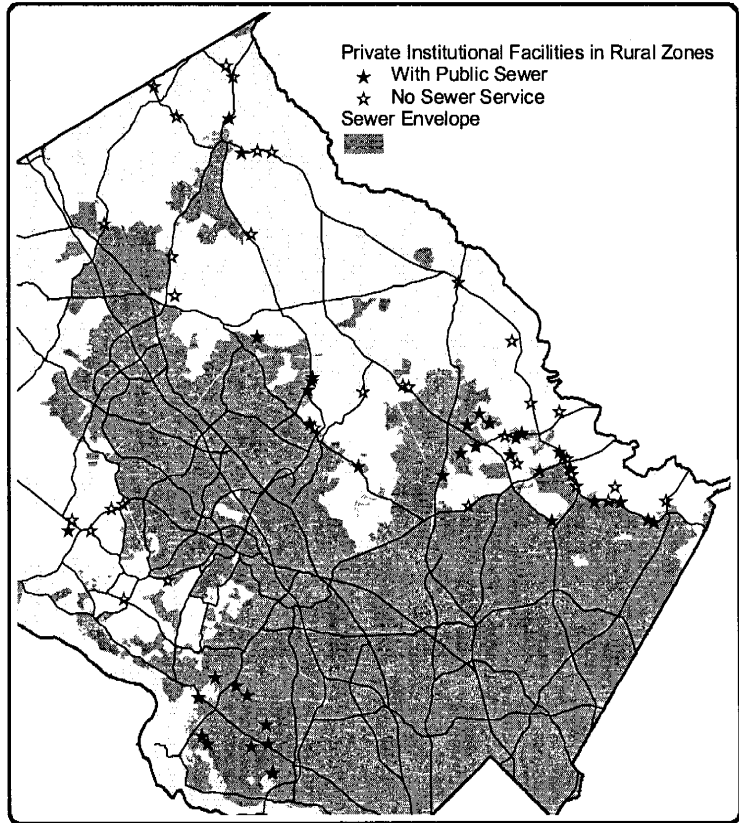 Private Institutional Facilities in Rural Zones
With Public Sewer
No Sewer Service
Sewer Envelope